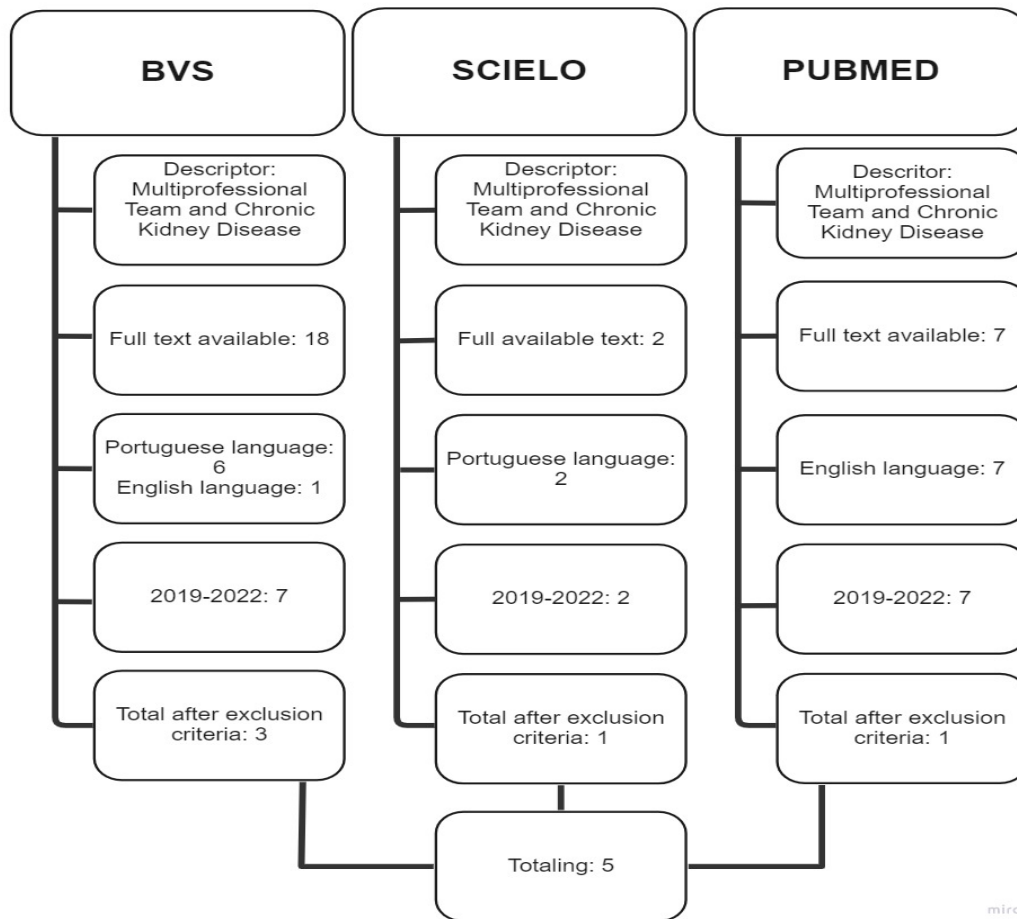 BVS
Descriptor:
Multiprofessional
Team and Chronic
Kidney Disease
Full text available: 18
Portuguese language:
6
English language: 1
2019-2022: 7
Total after exclusion
criteria: 3
SCIELO
Descriptor:
Multiprofessional
Team and Chronic
Kidney Disease
Full available text: 2
Portuguese language:
2
2019-2022: 2
Total after exclusion
criteria: 1
PUBMED
Descritor:
Multiprofessional
Team and Chronic
Kidney Disease
Full text available: 7
English language: 7
2019-2022: 7
Total after exclusion
criteria: 1
Totaling: 5